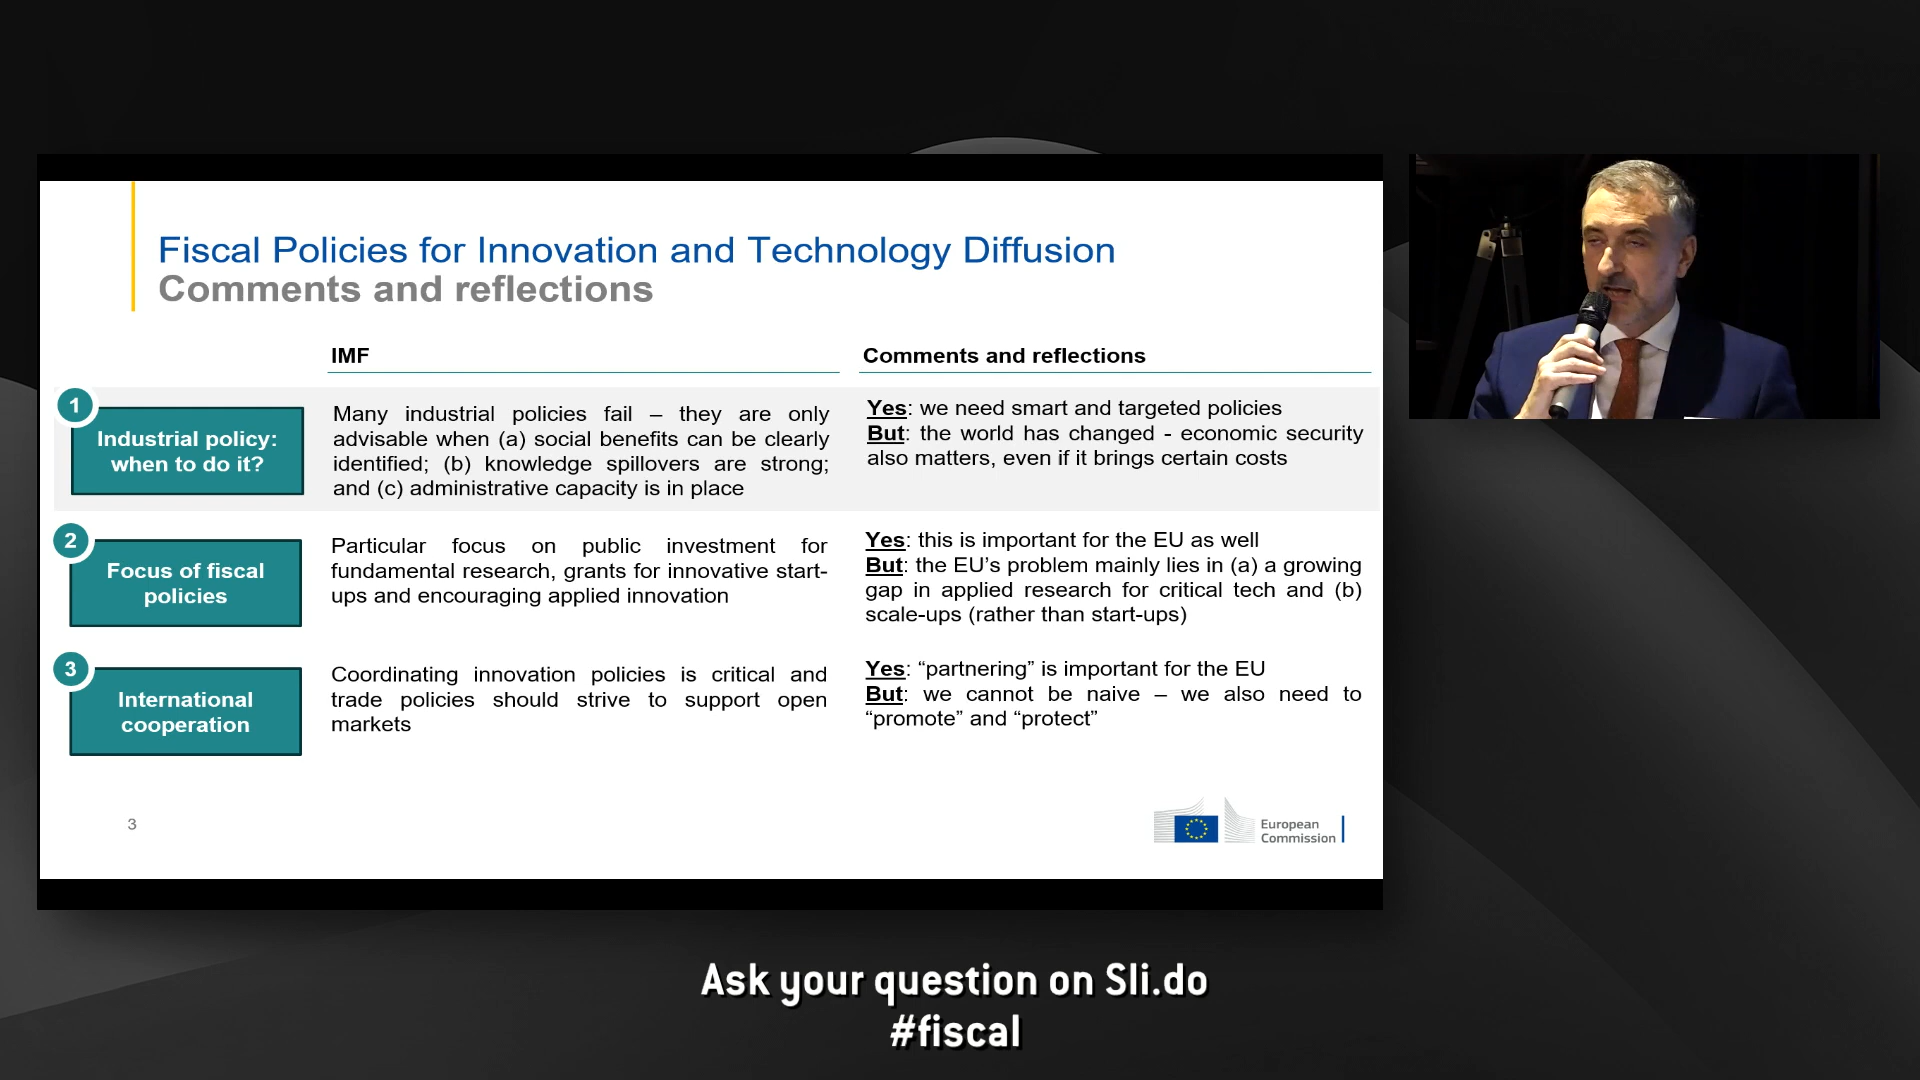 Fiscal Policies for Innovation and Technology Diffusion
Comments and reflections
IMF
Comments and reflections
1
Industrial policy:
when to do it?
Many industrial policies fail – they are only
advisable when (a) social benefits can be clearly
identified; (b) knowledge spillovers are strong;
and (c) administrative capacity is in place
Yes: we need smart and targeted policies
But: the world has changed - economic security
also matters, even if it brings certain costs
2
Focus of fiscal
policies
Particular focus on public investment for
fundamental research, grants for innovative start-
ups and encouraging applied innovation
Yes: this is important for the EU as well
But: the EU’s problem mainly lies in (a) a growing
gap in applied research for critical tech and (b)
scale-ups (rather than start-ups)
3
International
cooperation
Coordinating innovation policies is critical and
trade policies should strive to support open
markets
Yes: “partnering” is important for the EU
But: we cannot be naive – we also need to
“promote” and “protect”
3
European
Commission
Ask your question on Sli.do
#fiscal